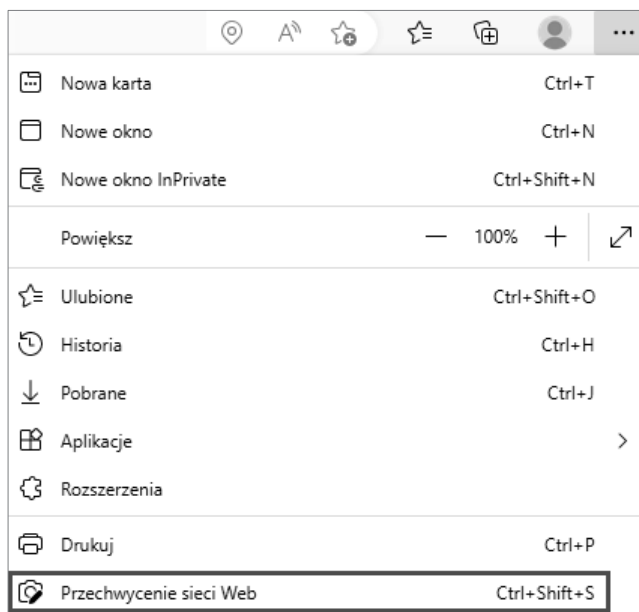 Nowa karta Ctrl+T
Nowe okno Ctrl+N
Nowe okno InPrivate Ctrl+Shift+N
Powiększ — 100% +
Ulubione Ctrl+Shift+O
Historia Ctrl+H
Pobrane Ctrl+J
Aplikacje
Rozszerzenia
Drukuj Ctrl+P
Przechwycenie sieci Web Ctrl+Shift+S